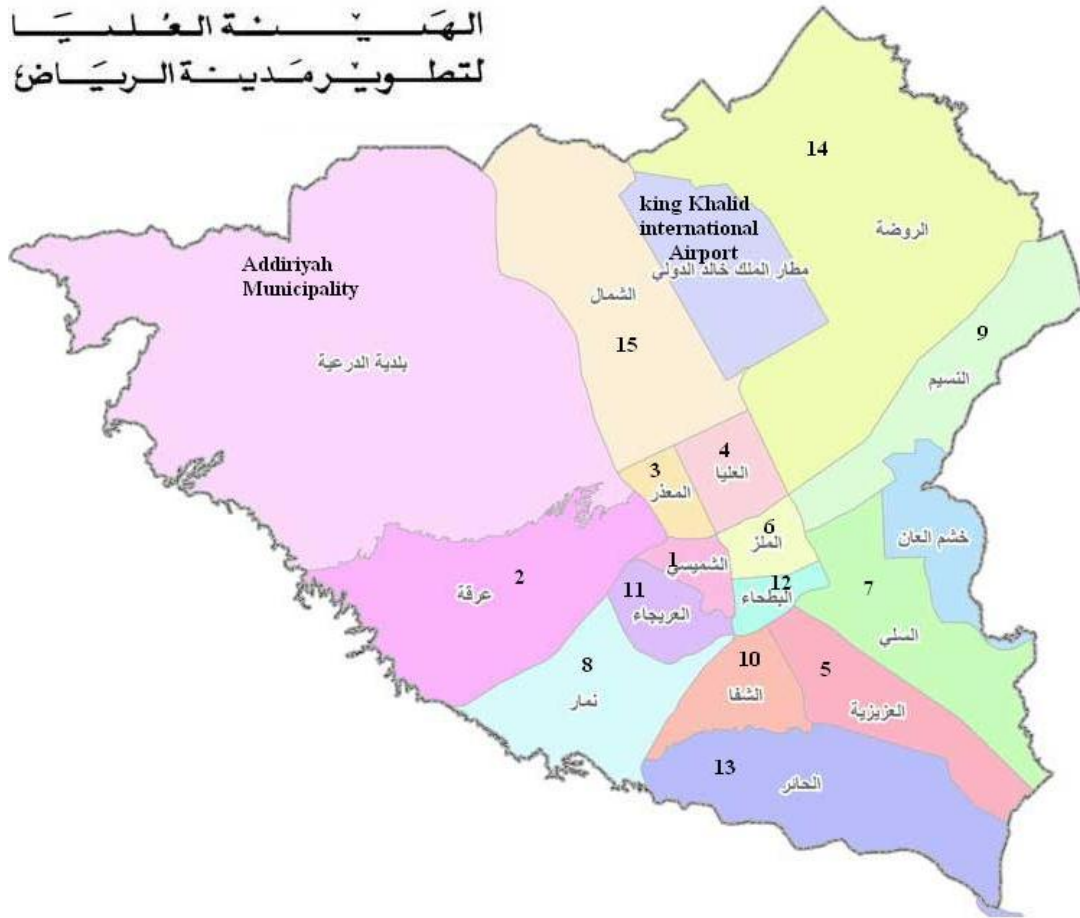 الهيئة العليا
لتطوير مدينة الرياض
14
king Khalid
international
Airport
الروضة
مطار الملك خالد الدولي
Addiriyah
Municipality
الشمال
15
9
النسيم
بلدية الدرعية
4
العليا
3
المعذر
6
الملز
خشم العان
1
الشميسي
2
عرقة
12
البطحاء
11
العريجاء
7
السلي
8
نمار
10
الشفا
5
العزيزية
13
الحائر